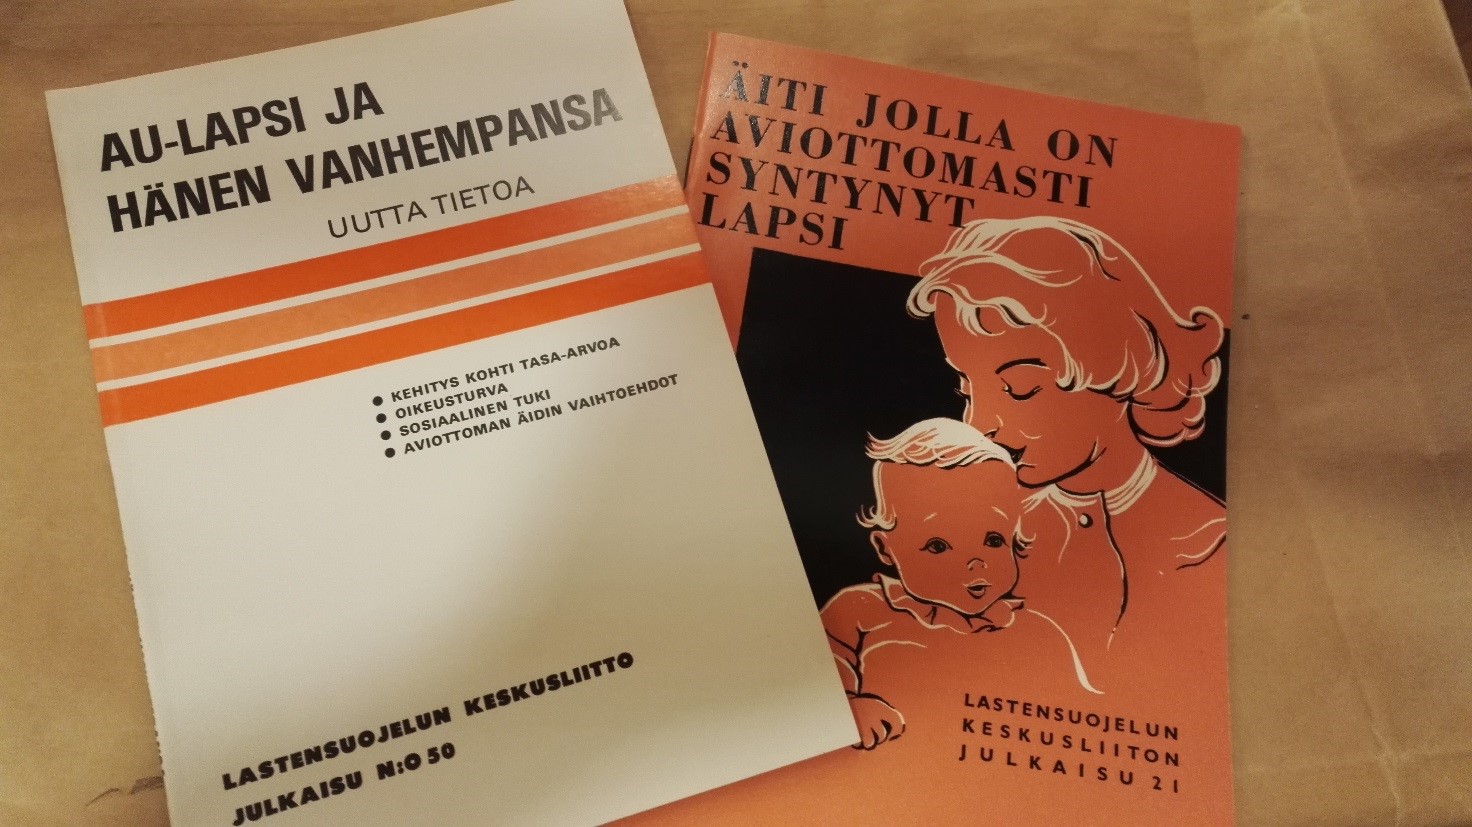 AU-LAPSI JA
HÄNEN VANHEMPANSA
UUTTA TIETOA
● KEHITYS KOHTI TASA-ARVOA
● OIKEUSTURVA
● SOSIAALINEN TUKI
● AVIOTTOMAN ÄIDIN VAIHTOEHDOT
LASTENSUOJELUN KESKUSLIITTO
JULKAISU N:O 50
ÄITI JOLLA ON
AVIOTTOMASTI
SYNTYNYT
LAPSI
LASTENSUOJELUN
KESKUSLIITON
JULKAISU 21